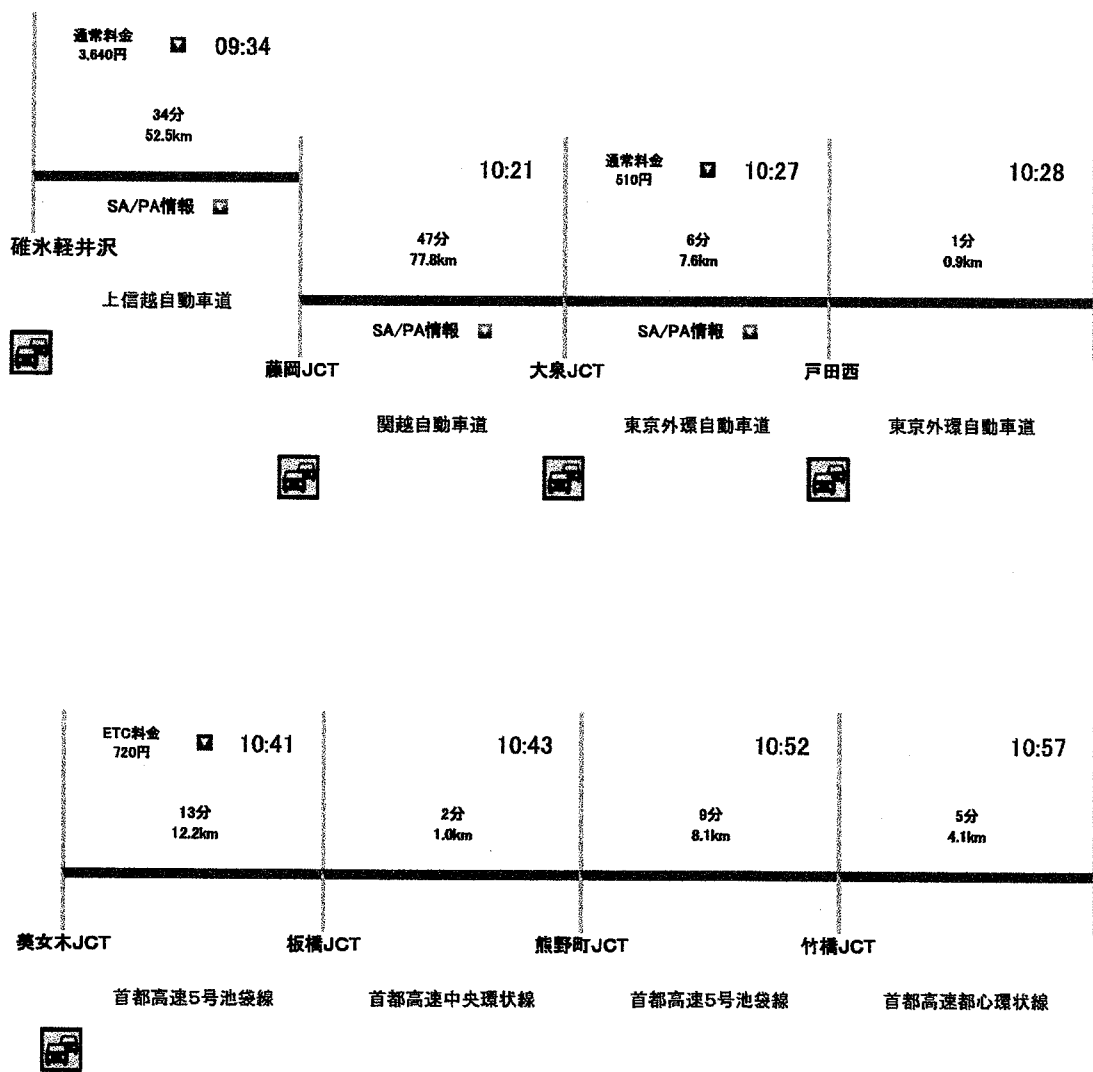 通常料金
3,640円
09:34
34分
52.5km
SA/PA情報
碓氷軽井沢
上信越自動車道
10:21
47分
77.8km
SA/PA情報
藤岡JCT
関越自動車道
通常料金
510円
10:27
6分
7.6km
SA/PA情報
大泉JCT
東京外環自動車道
10:28
1分
0.9km
戸田西
東京外環自動車道
ETC料金
720円
10:41
13分
12.2km
美女木JCT
首都高速5号池袋線
10:43
2分
1.0km
板橋JCT
首都高速中央環状線
10:52
9分
8.1km
熊野町JCT
首都高速5号池袋線
10:57
5分
4.1km
竹橋JCT
首都高速都心環状線